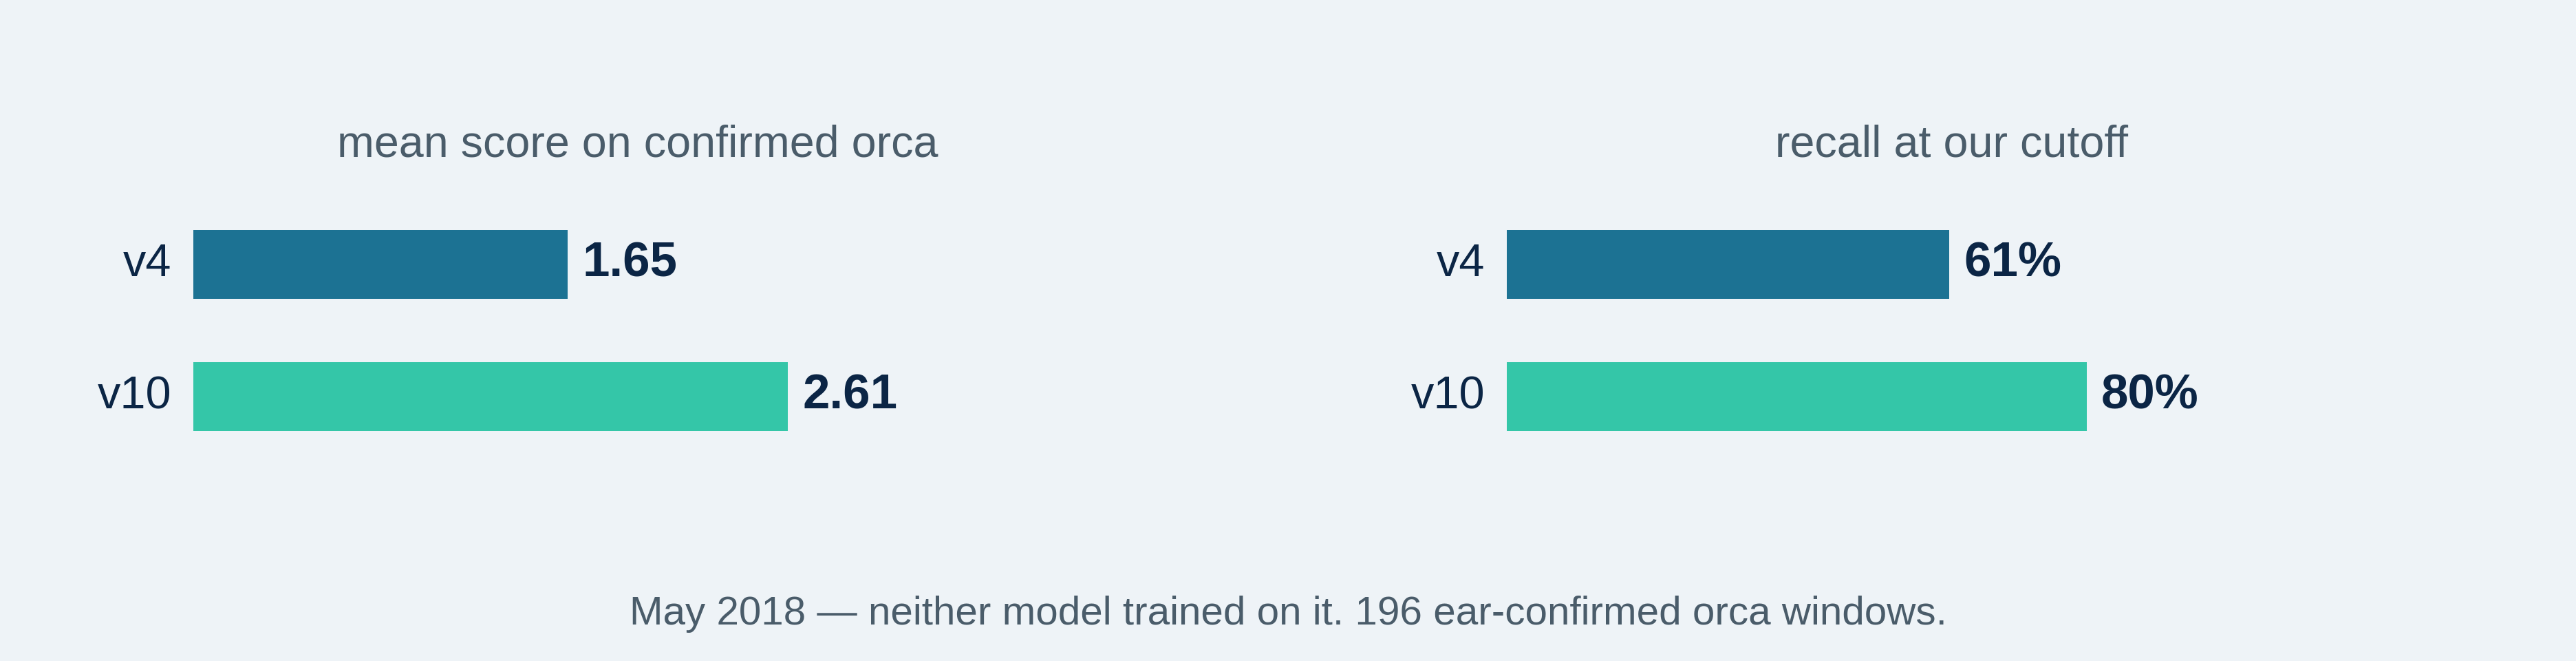 mean score on confirmed orca
v4 1.65
v10 2.61
recall at our cutoff
v4 61%
v10 80%
May 2018 — neither model trained on it. 196 ear-confirmed orca windows.